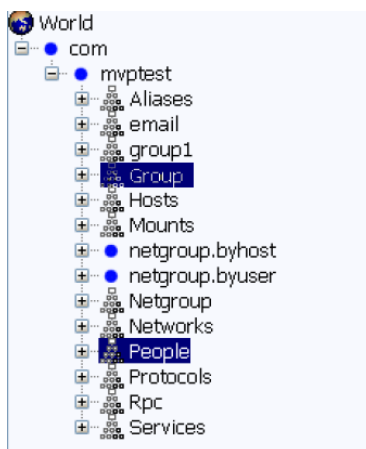 World
com
mvptest
Aliases
email
group1
Group
Hosts
Mounts
netgroup.byhost
netgroup.byuser
Netgroup
Networks
People
Protocols
Rpc
Services